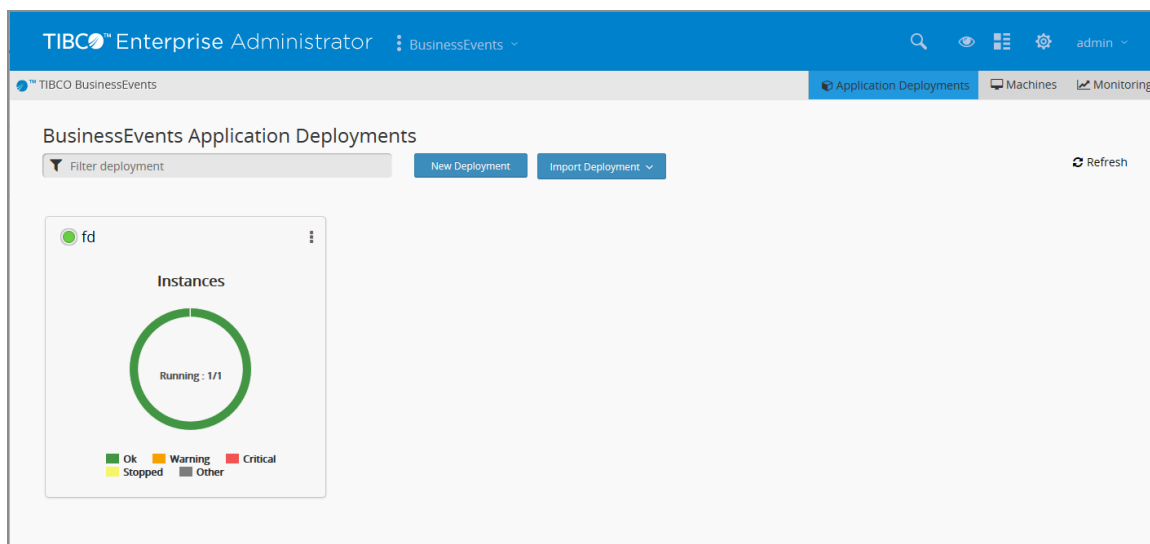 TIBCO™ Enterprise Administrator BusinessEvents admin
™ TIBCO BusinessEvents Application Deployments Machines Monitoring
BusinessEvents Application Deployments
Filter deployment New Deployment Import Deployment Refresh
fd
Instances
Running : 1/1
Ok Warning Critical
Stopped Other